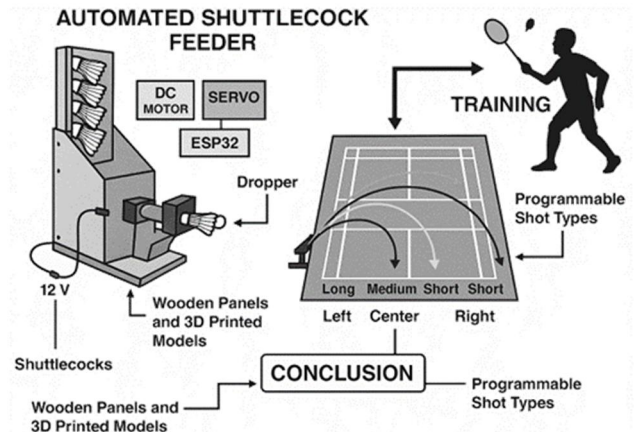 AUTOMATED SHUTTLECOCK
FEEDER
DC
MOTOR
SERVO
ESP32
TRAINING
Dropper
Programmable
Shot Types
12 V
Wooden Panels
and 3D Printed
Models
Shuttlecocks
Long Medium Short Short
Left Center Right
CONCLUSION
Wooden Panels and
3D Printed Models
Programmable
Shot Types